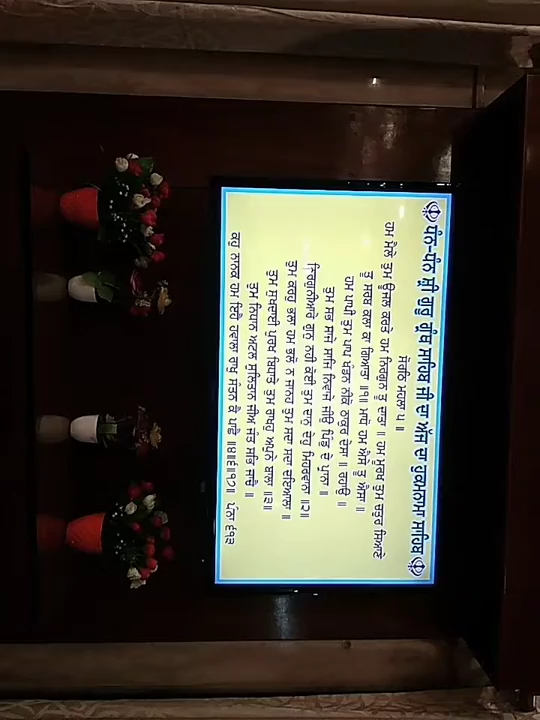 ਧੰਨ-ਧੰਨ ਸ੍ਰੀ ਗੁਰੂ ਗ੍ਰੰਥ ਸਾਹਿਬ ਜੀ ਦਾ ਅੱਜ ਦਾ ਹੁਕਮਨਾਮਾ ਸਾਹਿਬ
ਸੋਰਠਿ ਮਹਲਾ ੫ ॥
ਹਮ ਮੈਲੇ ਤੁਮ ਊਜਲ ਕਰਤੇ ਹਮ ਨਿਰਗੁਨ ਤੂ ਦਾਤਾ ॥ ਹਮ ਮੂਰਖ ਤੁਮ ਚਤੁਰ ਸਿਆਣੇ
ਤੂ ਸਰਬ ਕਲਾ ਕਾ ਗਿਆਤਾ ॥੧॥ ਮਾਧੋ ਹਮ ਐਸੇ ਤੂ ਐਸਾ ॥
ਹਮ ਪਾਪੀ ਤੁਮ ਪਾਪ ਖੰਡਨ ਨੀਕੋ ਠਾਕੁਰ ਦੇਸਾ ॥ ਰਹਾਉ ॥
ਤੁਮ ਸਭ ਸਾਜੇ ਸਾਜਿ ਨਿਵਾਜੇ ਜੀਉ ਪਿੰਡੁ ਦੇ ਪ੍ਰਾਨਾ ॥
ਨਿਰਗੁਨੀਆਰੇ ਗੁਨੁ ਨਹੀ ਕੋਈ ਤੁਮ ਦਾਨੁ ਦੇਹੁ ਮਿਹਰਵਾਨਾ ॥੨॥
ਤੁਮ ਕਰਹੁ ਭਲਾ ਹਮ ਭਲੋ ਨ ਜਾਨਹ ਤੁਮ ਸਦਾ ਸਦਾ ਦਇਆਲਾ ॥
ਤੁਮ ਸੁਖਦਾਈ ਪੁਰਖ ਬਿਧਾਤੇ ਤੁਮ ਰਾਖਹੁ ਅਪੁਨੇ ਬਾਲਾ ॥੩॥
ਤੁਮ ਨਿਧਾਨ ਅਟਲ ਸੁਲਿਤਾਨ ਜੀਅ ਜੰਤ ਸਭਿ ਜਾਚੈ ॥
ਕਹੁ ਨਾਨਕ ਹਮ ਇਹੈ ਹਵਾਲਾ ਰਾਖੁ ਸੰਤਨ ਕੈ ਪਾਛੈ ॥੪॥੬॥੧੭॥ ਪੰਨਾ ੬੧੩